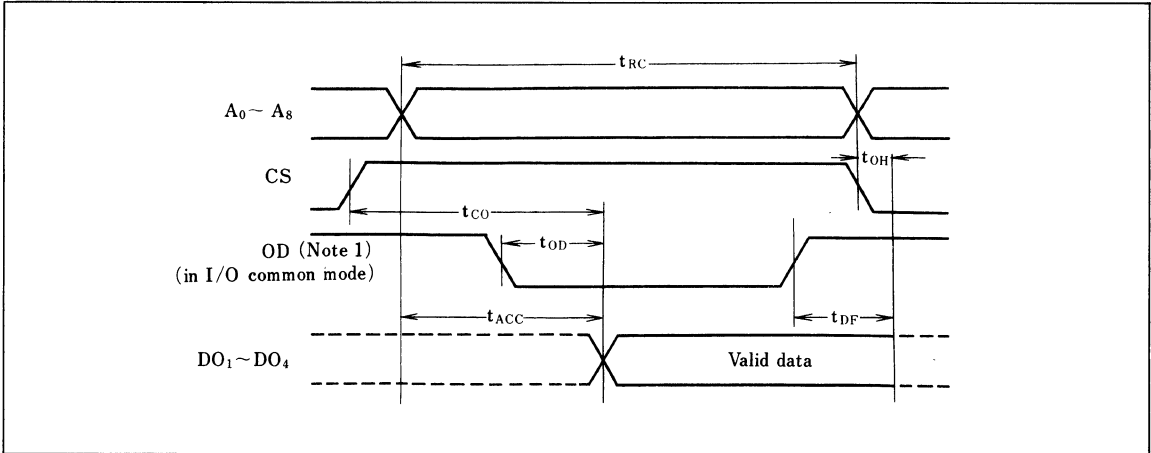 tRC
A0~ A8
tOH
CS
tCO
OD (Note 1)
(in I/O common mode)
tOD
tACC
tDF
DO1~DO4
Valid data